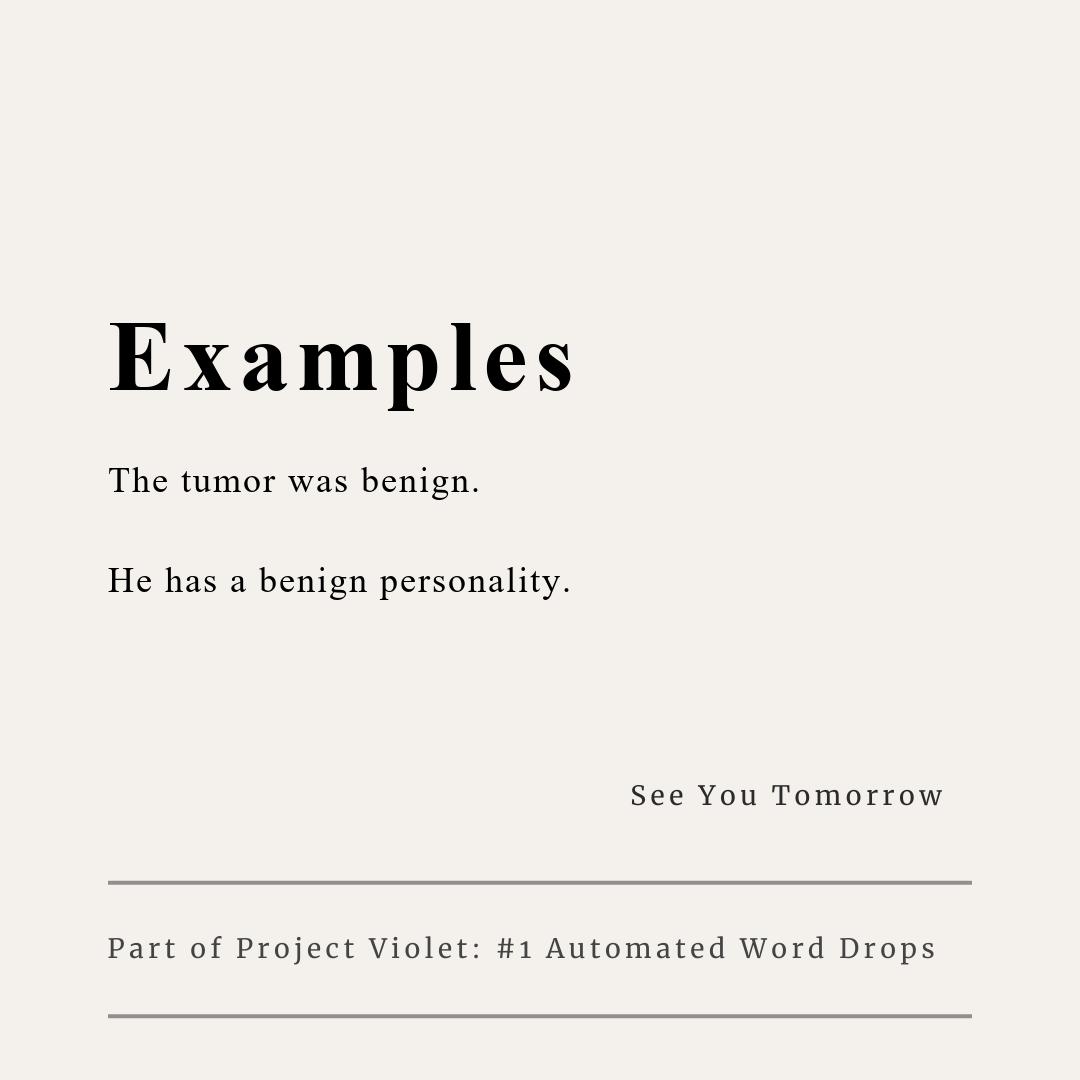 Examples
The tumor was benign.
He has a benign personality.
See You Tomorrow
Part of Project Violet: #1 Automated Word Drops